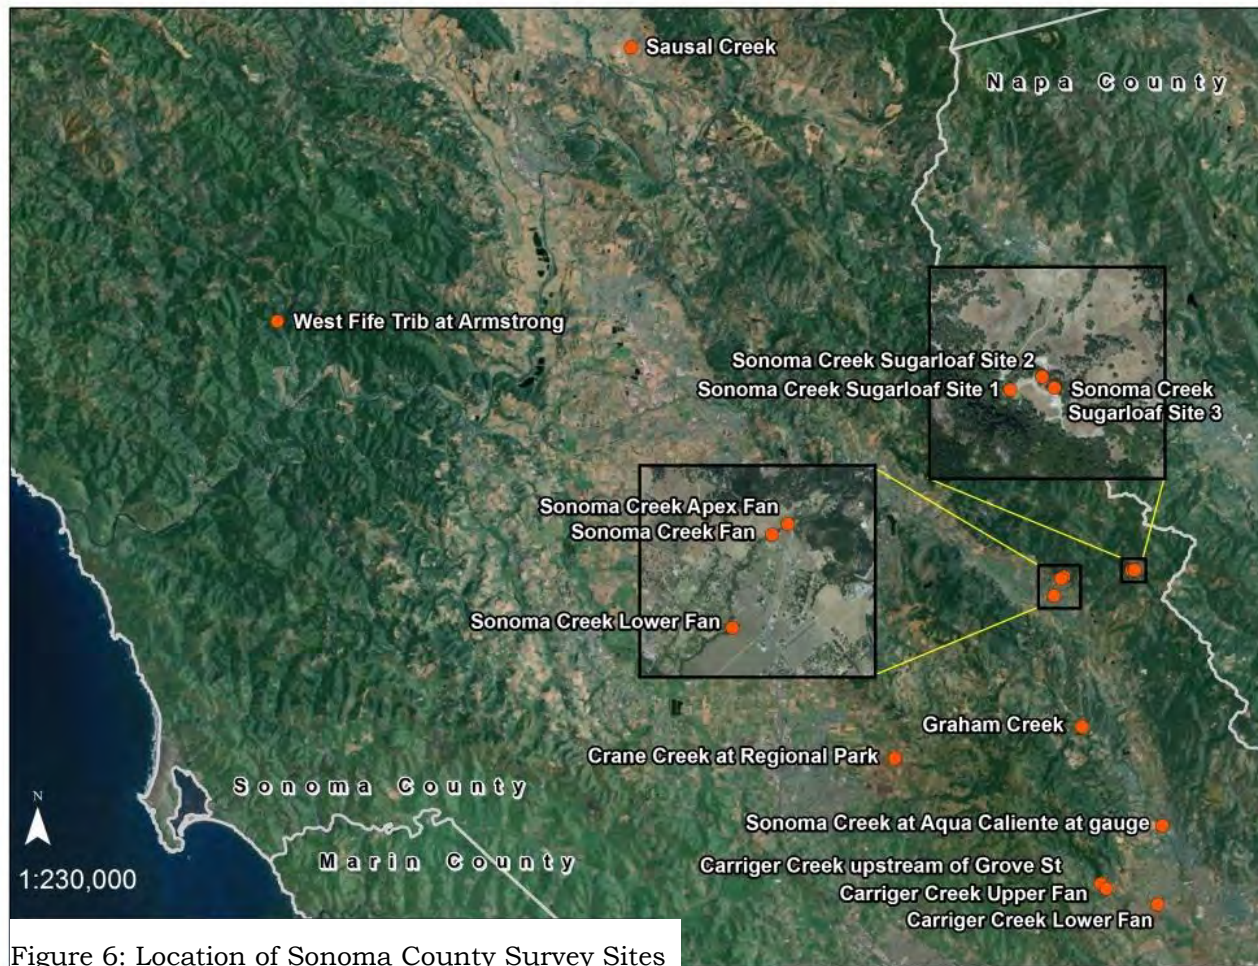 Sausal Creek
Napa County
West Fife Trib at Armstrong
Sonoma Creek Sugarloaf Site 2
Sonoma Creek Sugarloaf Site 1
Sonoma Creek
Sugarloaf Site 3
Sonoma Creek Apex Fan
Sonoma Creek Fan
Sonoma Creek Lower Fan
Graham Creek
Crane Creek at Regional Park
Sonoma County
N
Sonoma Creek at Aqua Caliente at gauge
Marin County
Carriger Creek upstream of Grove St
1:230,000
Carriger Creek Upper Fan
Carriger Creek Lower Fan
Figure 6: Location of Sonoma County Survey Sites